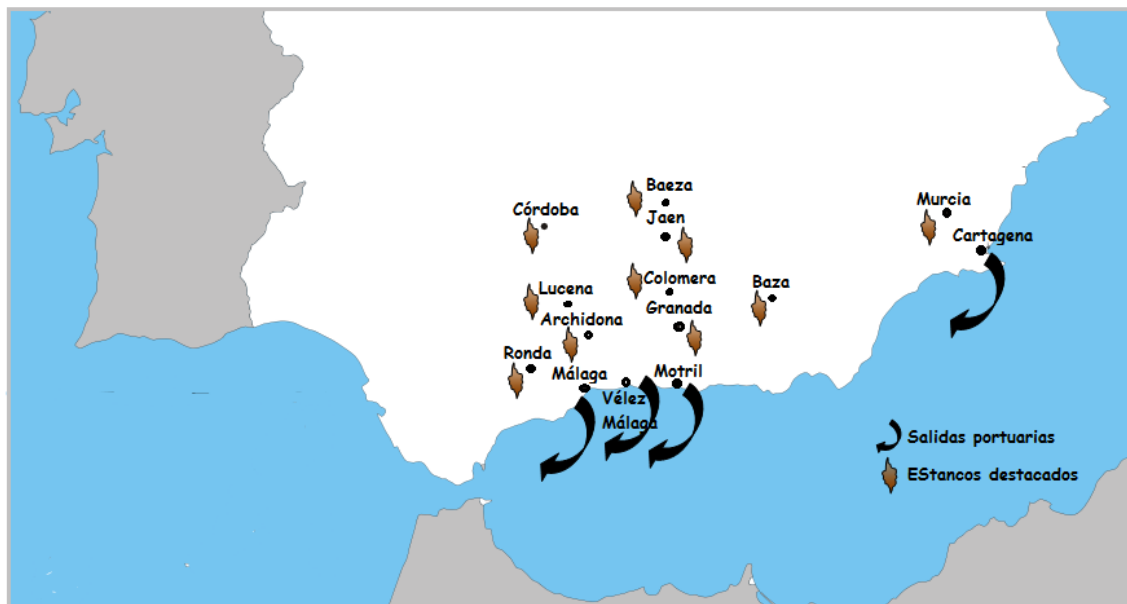 Baeza
Córdoba
Jaen
Murcia
Cartagena
Colomera
Baza
Lucena
Granada
Archidona
Ronda
Málaga
Motril
Vélez
Málaga
Salidas portuarias
EStancos destacados